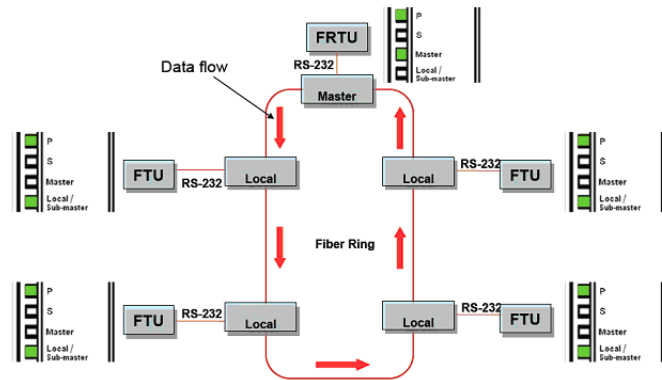 P
S
Master
Local /
Sub-master
FRTU
RS-232
Master
Data flow
P
S
Master
Local /
Sub-master
FTU
RS-232
Local
Local
RS-232
FTU
P
S
Master
Local /
Sub-master
Fiber Ring
P
S
Master
Local /
Sub-master
FTU
RS-232
Local
Local
RS-232
FTU
P
S
Master
Local /
Sub-master